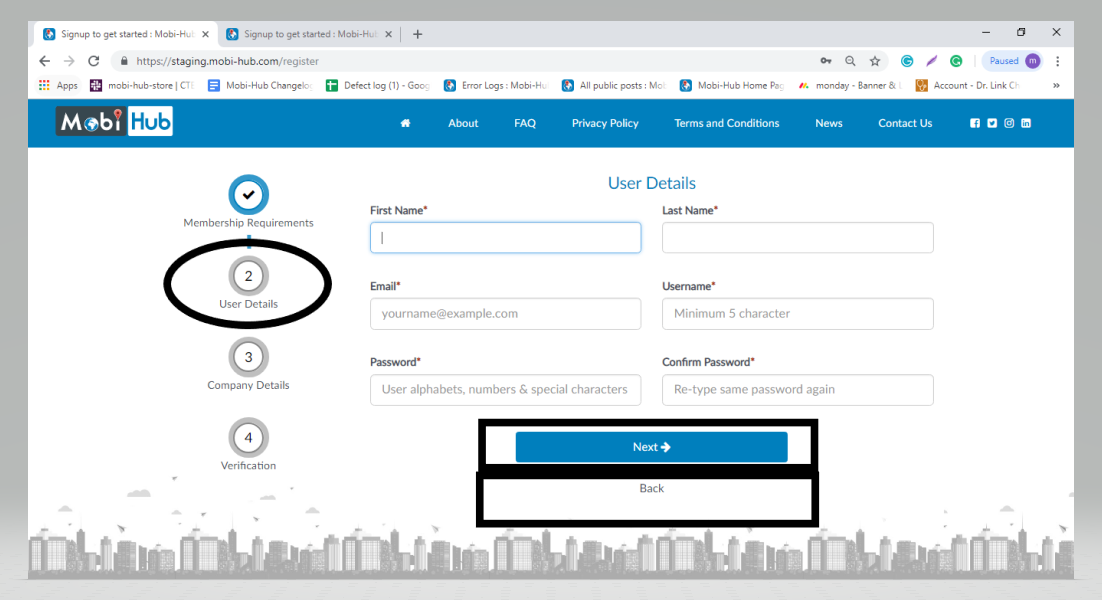 Signup to get started : Mobi-Hub
Signup to get started : Mobi-Hub
https://staging.mobi-hub.com/register
Paused m
Apps mobi-hub-store | CTE Mobi-Hub Changelog Defect log (1) - Goog Error Logs : Mobi-Hu All public posts : Mob Mobi-Hub Home Pag monday - Banner & L Account - Dr. Link Ch »
Mobi Hub
About FAQ Privacy Policy Terms and Conditions News Contact Us
User Details
Membership Requirements
First Name* Last Name*
2
User Details
Email* Username*
yourname@example.com Minimum 5 character
3
Company Details
Password* Confirm Password*
User alphabets, numbers & special characters Re-type same password again
4
Verification
Next
Back